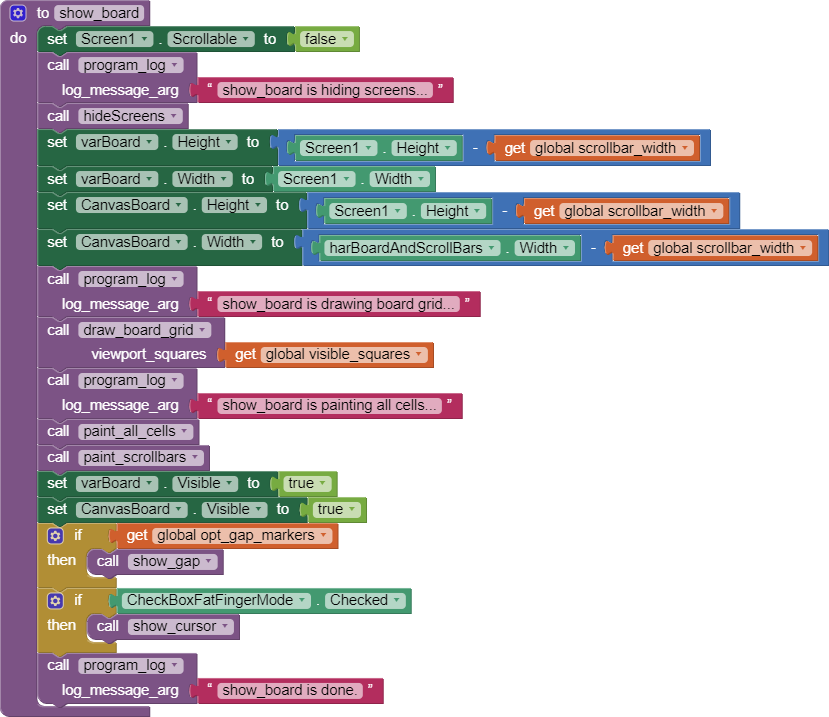 to show_board
do set Screen1 . Scrollable to false
call program_log
log_message_arg “ show_board is hiding screens... ”
call hideScreens
set varBoard . Height to Screen1 . Height - get global scrollbar_width
set varBoard . Width to Screen1 . Width
set CanvasBoard . Height to Screen1 . Height - get global scrollbar_width
set CanvasBoard . Width to harBoardAndScrollBars . Width - get global scrollbar_width
call program_log
log_message_arg “ show_board is drawing board grid... ”
call draw_board_grid
viewport_squares get global visible_squares
call program_log
log_message_arg “ show_board is painting all cells... ”
call paint_all_cells
call paint_scrollbars
set varBoard . Visible to true
set CanvasBoard . Visible to true
if get global opt_gap_markers
then call show_gap
if CheckBoxFatFingerMode . Checked
then call show_cursor
call program_log
log_message_arg “ show_board is done. ”